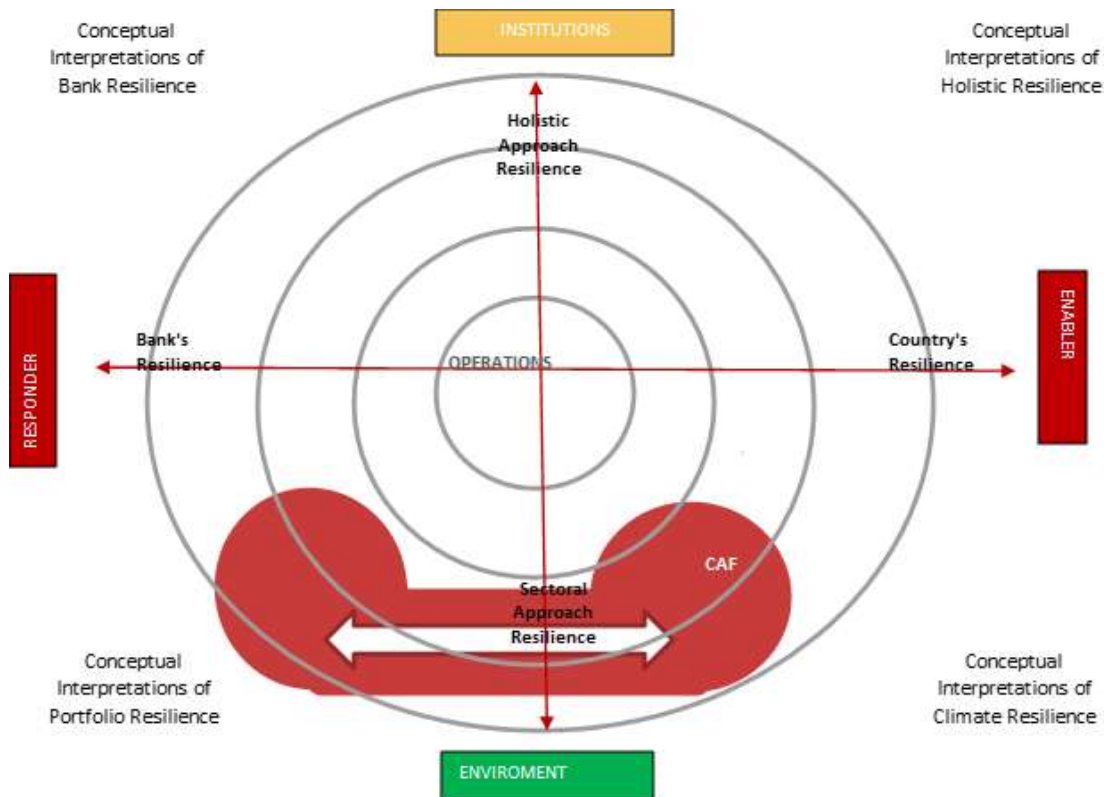 Conceptual
Interpretations of
Bank Resilience
INSTITUTIONS
Conceptual
Interpretations of
Holistic Resilience
Holistic
Approach
Resilience
RESPONDER
Bank's
Resilience
OPERATIONS
Country's
Resilience
ENABLER
CAF
Sectoral
Approach
Resilience
Conceptual
Interpretations of
Portfolio Resilience
Conceptual
Interpretations of
Climate Resilience
ENVIROMENT